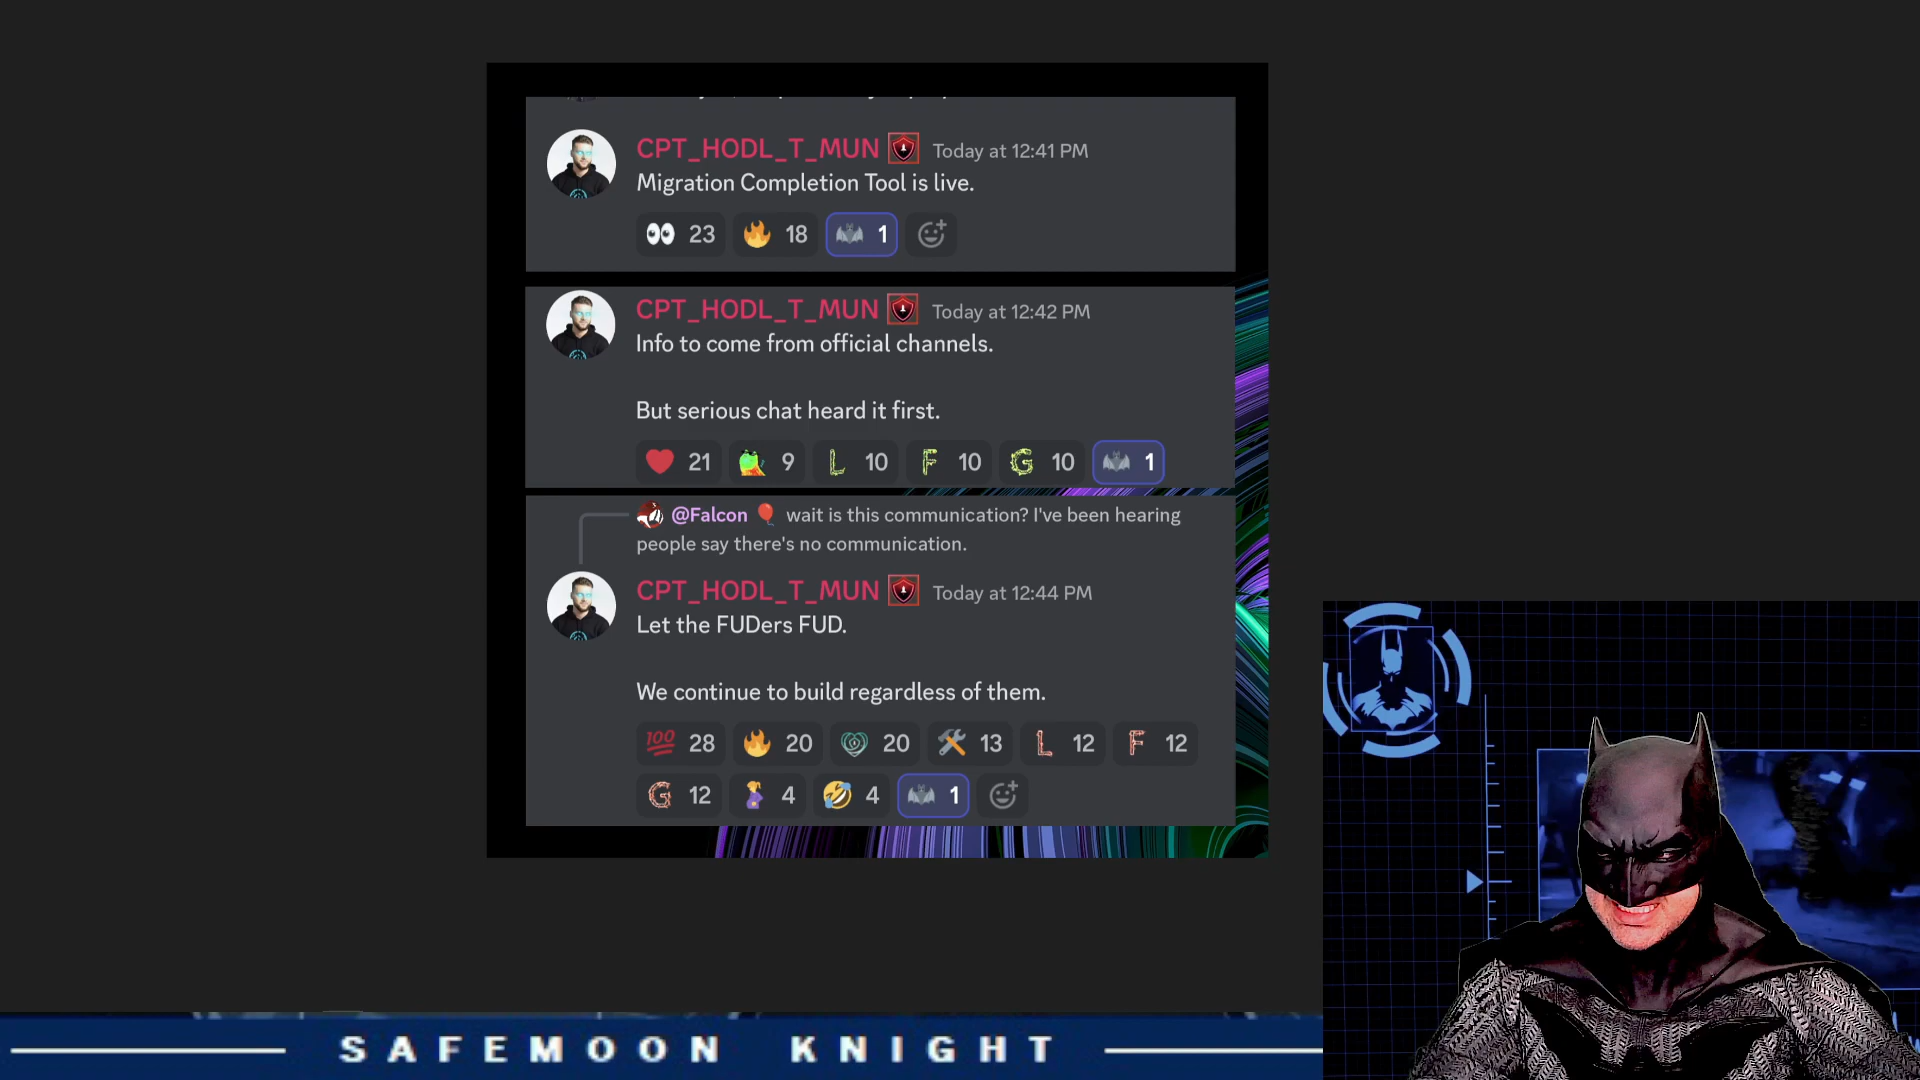 CPT_HODL_T_MUN Today at 12:41 PM
Migration Completion Tool is live.
23 18 1
CPT_HODL_T_MUN Today at 12:42 PM
Info to come from official channels.
But serious chat heard it first.
21 9 L 10 F 10 G 10 1
@Falcon wait is this communication? I've been hearing
people say there's no communication.
CPT_HODL_T_MUN Today at 12:44 PM
Let the FUDers FUD.
We continue to build regardless of them.
100 28 20 20 13 L 12 F 12
G 12 4 4 1
SAFEMOON KNIGHT